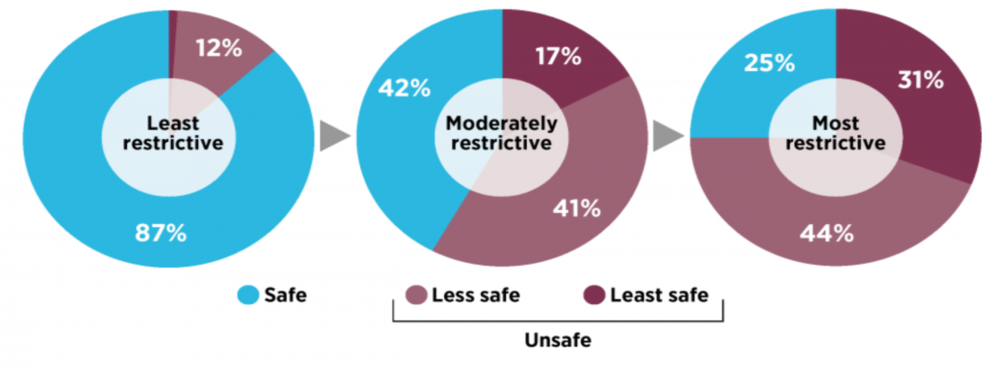 12%
87%
Least
restrictive
42%
17%
41%
Moderately
restrictive
25%
31%
44%
Most
restrictive
Safe
Less safe
Least safe
Unsafe